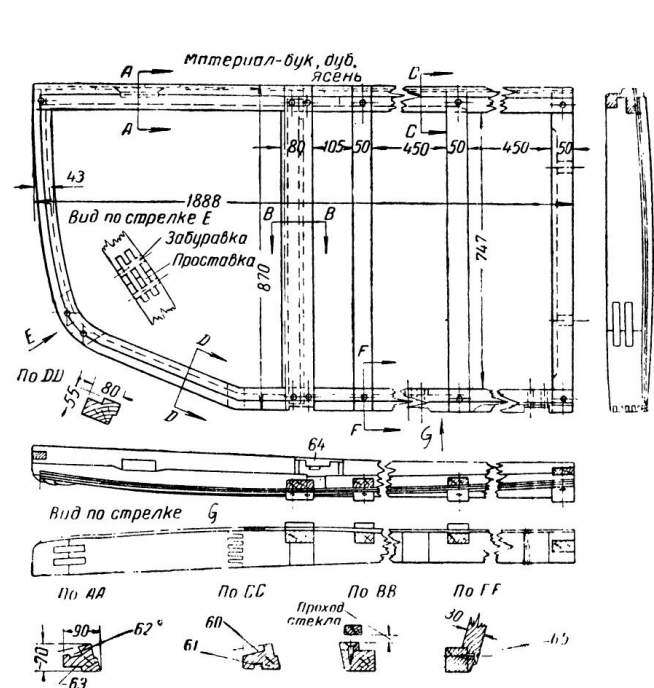 Материал-бук, дуб,
ясень
A
C
A
C
80 105 50 450 50 450 50
43
1888
Вид по стрелке E
Забуравка
Проставка
B B
870
747
E
D
F
По DD
55 80
D
F
G
64
Вид по стрелке G
По AA По CC По BB По FF
Проход
стекла
90 62
60
30
65
70
61
63